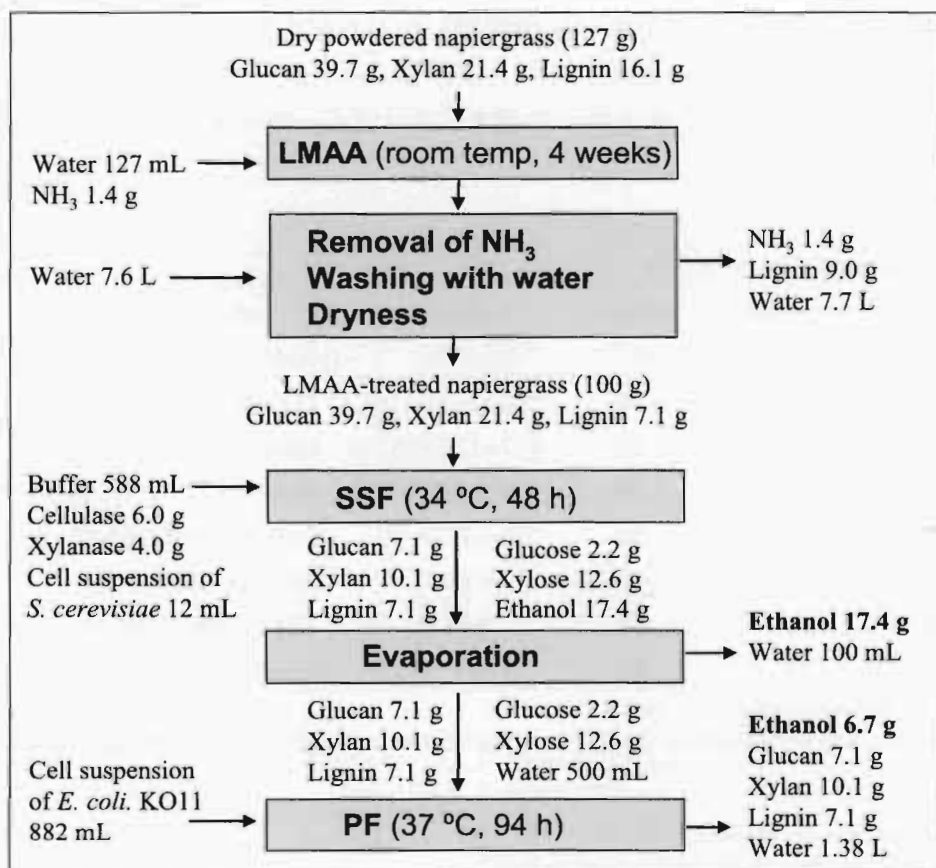 Dry powdered napiergrass (127 g)
Glucan 39.7 g, Xylan 21.4 g, Lignin 16.1 g
Water 127 mL
NH₃ 1.4 g
LMAA (room temp, 4 weeks)
Water 7.6 L
Removal of NH₃
Washing with water
Dryness
NH₃ 1.4 g
Lignin 9.0 g
Water 7.7 L
LMAA-treated napiergrass (100 g)
Glucan 39.7 g, Xylan 21.4 g, Lignin 7.1 g
Buffer 588 mL
Cellulase 6.0 g
Xylanase 4.0 g
Cell suspension of
S. cerevisiae 12 mL
SSF (34 ºC, 48 h)
Glucan 7.1 g
Xylan 10.1 g
Lignin 7.1 g
Glucose 2.2 g
Xylose 12.6 g
Ethanol 17.4 g
Evaporation
Ethanol 17.4 g
Water 100 mL
Glucan 7.1 g
Xylan 10.1 g
Lignin 7.1 g
Glucose 2.2 g
Xylose 12.6 g
Water 500 mL
Cell suspension
of E. coli. KO11
882 mL
PF (37 ºC, 94 h)
Ethanol 6.7 g
Glucan 7.1 g
Xylan 10.1 g
Lignin 7.1 g
Water 1.38 L